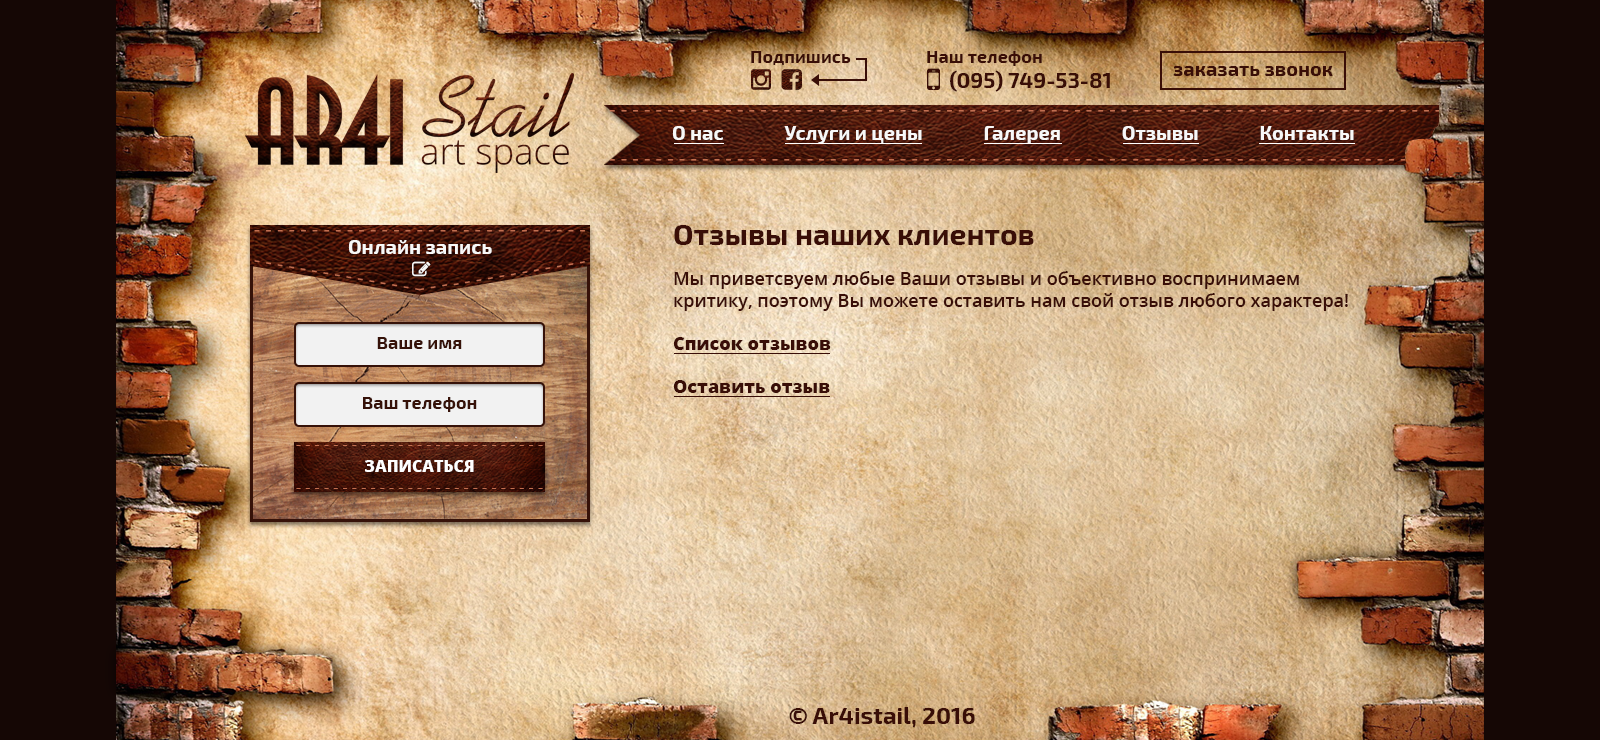 AR4I Stail
art space
Подпишись
Наш телефон
(095) 749-53-81
заказать звонок
О нас
Услуги и цены
Галерея
Отзывы
Контакты
Онлайн запись
Ваше имя
Ваш телефон
ЗАПИСАТЬСЯ
Отзывы наших клиентов
Мы приветсвуем любые Ваши отзывы и объективно воспринимаем
критику, поэтому Вы можете оставить нам свой отзыв любого характера!
Список отзывов
Оставить отзыв
© Ar4istail, 2016